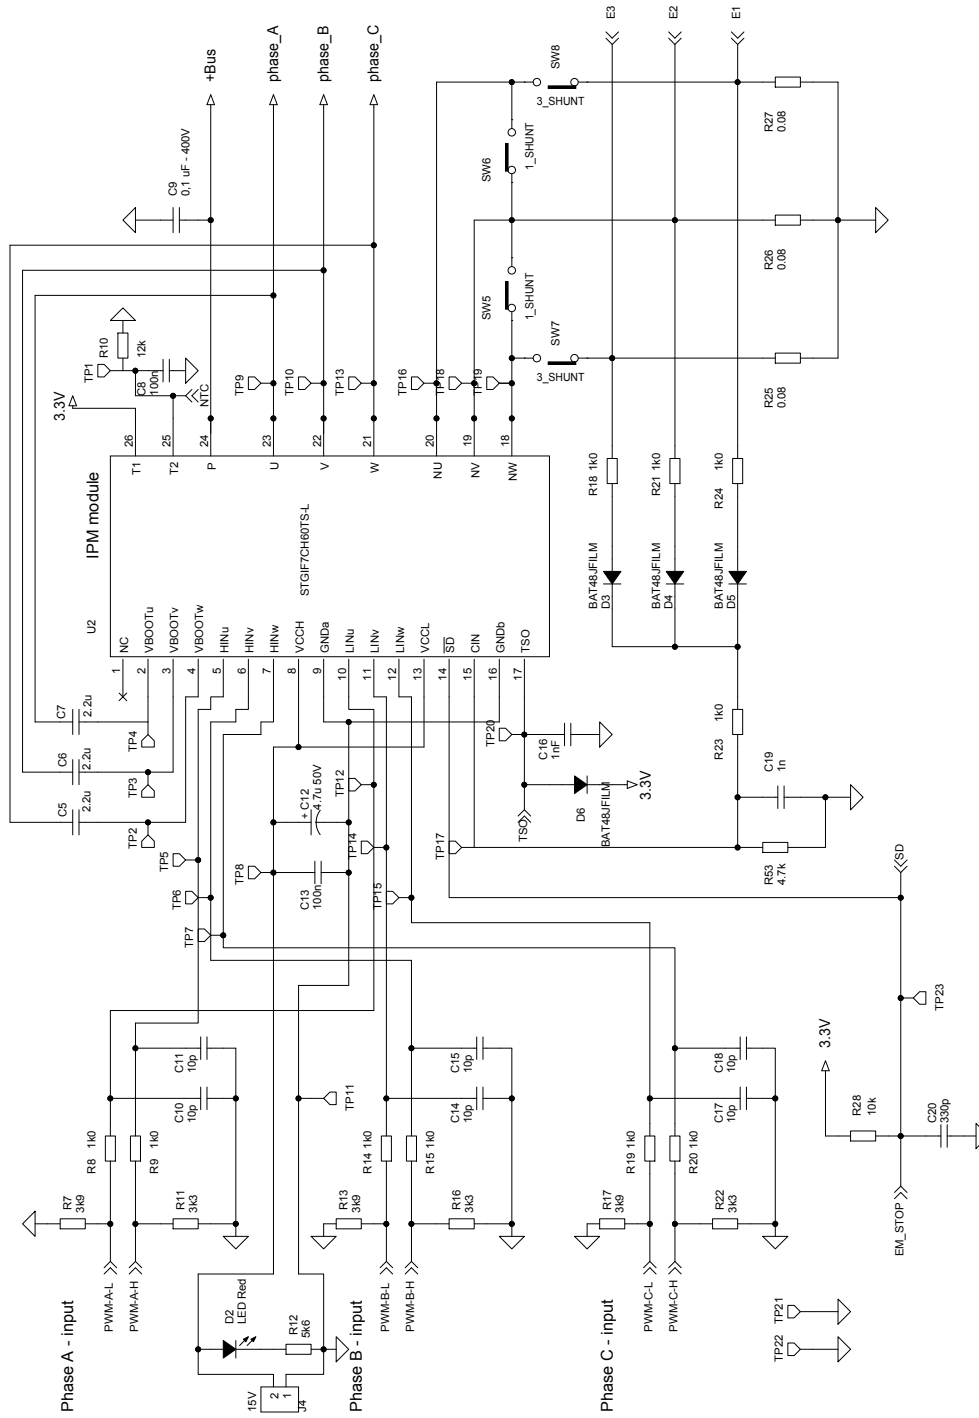 Phase A - input
PWM-A-L
PWM-A-H
R7
3k9
R8 1k0
R9 1k0
R11
3k3
C10
10p
C11
10p
15V
2
1
J4
D2
LED Red
R12
5k6
TP11
Phase B - input
PWM-B-L
PWM-B-H
R13
3k9
R14 1k0
R15 1k0
R16
3k3
C14
10p
C15
10p
Phase C - input
PWM-C-L
PWM-C-H
R17
3k9
R19 1k0
R20 1k0
R22
3k3
C17
10p
C18
10p
TP22
TP21
EM_STOP
3.3V
R28
10k
C20
330p
TP23
SD
TP7
TP6
TP5
TP8
C13
100n
+ C12
4.7u 50V
TP12
TP14
TP15
TP2
TP3
TP4
C5
2.2u
C6
2.2u
C7
2.2u
TP17
TSO
D6
BAT48JFILM
3.3V
TP20
C16
1nF
R53
4.7k
C19
1n
R23
1k0
U2
IPM module
STGIF7CH60TS-L
1
NC
2
VBOOTu
3
VBOOTv
4
VBOOTw
5
HINu
6
HINv
7
HINw
8
VCCH
9
GNDa
10
LINu
11
LINv
12
LINw
13
VCCL
14
SD
15
CIN
16
GNDb
17
TSO
T1
26
T2
25
P
24
U
23
V
22
W
21
NU
20
NV
19
NW
18
3.3V
TP1
R10
12k
C8
100n
NTC
TP9
TP10
TP13
TP16
TP18
TP19
C9
0,1 uF - 400V
+Bus
phase_A
phase_B
phase_C
BAT48JFILM
D3
BAT48JFILM
D4
BAT48JFILM
D5
R18 1k0
R21 1k0
R24
1k0
SW7
3_SHUNT
SW5
1_SHUNT
SW6
1_SHUNT
SW8
3_SHUNT
R25
0.08
R26
0.08
R27
0.08
E3
E2
E1